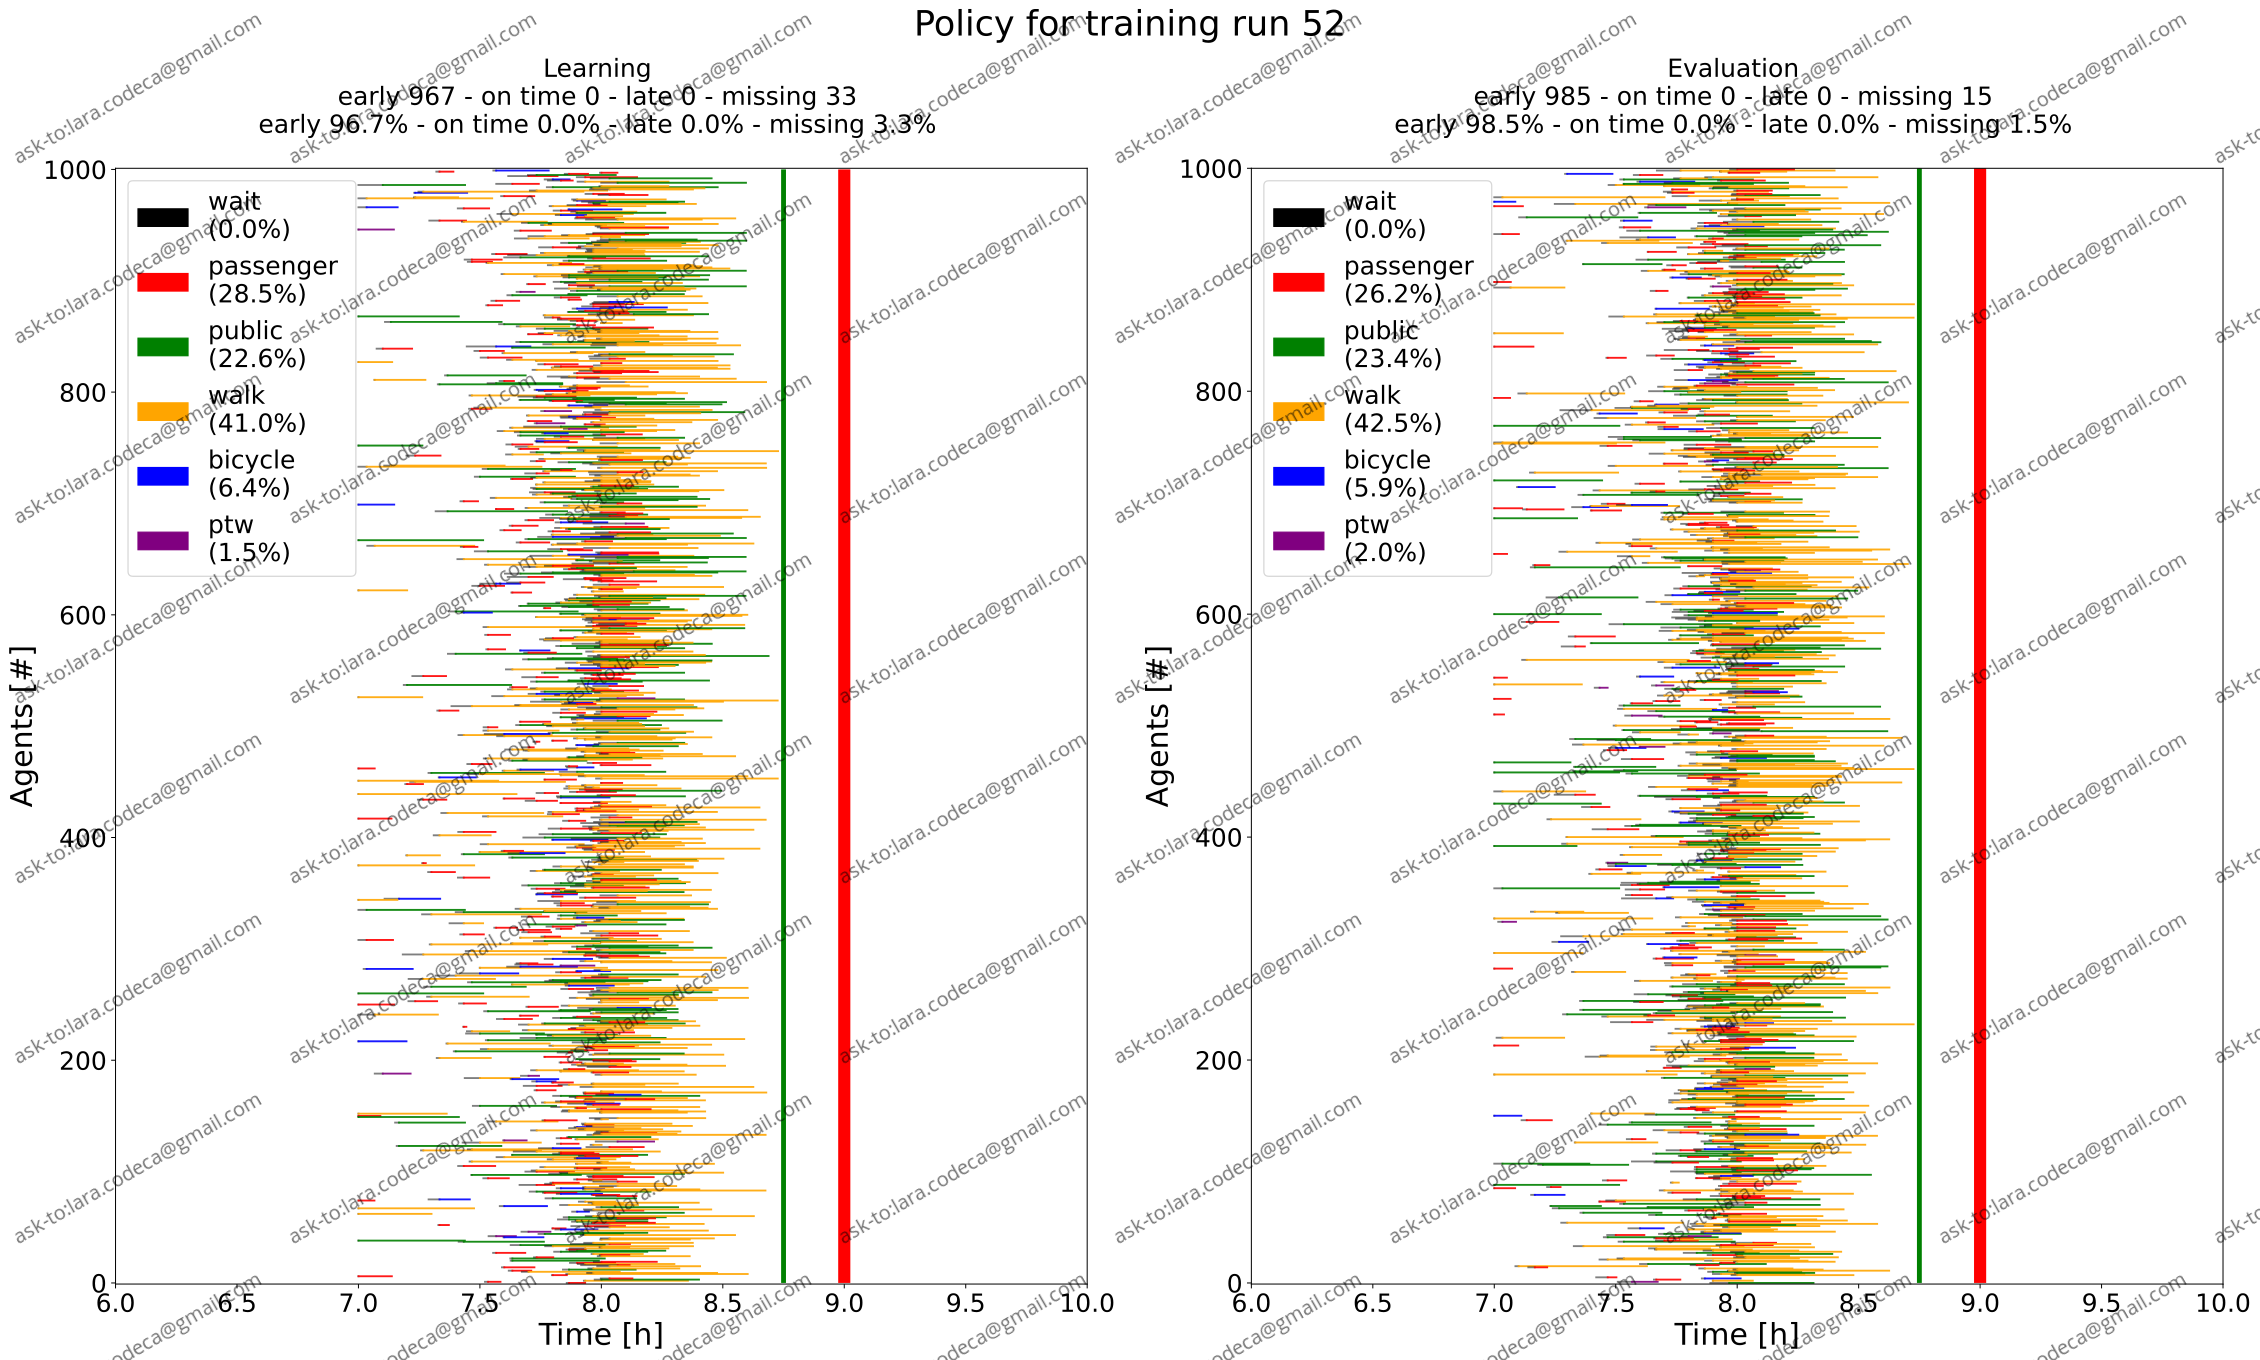 Policy for training run 52
Learning
early 967 - on time 0 - late 0 - missing 33
early 96.7% - on time 0.0% - late 0.0% - missing 3.3%
1000
800
600
400
200
0
Agents [#]
wait
(0.0%)
passenger
(28.5%)
public
(22.6%)
walk
(41.0%)
bicycle
(6.4%)
ptw
(1.5%)
6.0 6.5 7.0 7.5 8.0 8.5 9.0 9.5 10.0
Time [h]
Evaluation
early 985 - on time 0 - late 0 - missing 15
early 98.5% - on time 0.0% - late 0.0% - missing 1.5%
1000
800
600
400
200
0
Agents [#]
wait
(0.0%)
passenger
(26.2%)
public
(23.4%)
walk
(42.5%)
bicycle
(5.9%)
ptw
(2.0%)
6.0 6.5 7.0 7.5 8.0 8.5 9.0 9.5 10.0
Time [h]
ask-to:lara.codeca@gmail.com